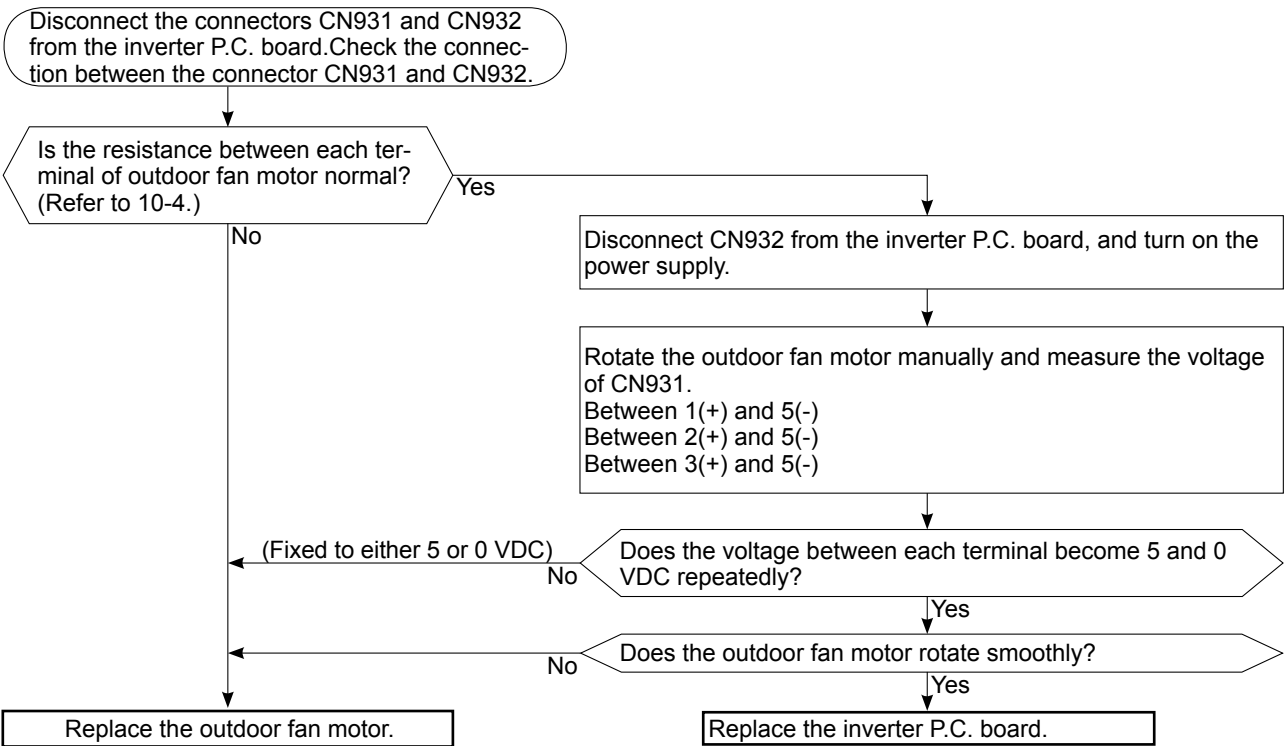 Disconnect the connectors CN931 and CN932
from the inverter P.C. board.Check the connec-
tion between the connector CN931 and CN932.
Is the resistance between each ter-
minal of outdoor fan motor normal?
(Refer to 10-4.)
Yes
No
Disconnect CN932 from the inverter P.C. board, and turn on the
power supply.
Rotate the outdoor fan motor manually and measure the voltage
of CN931.
Between 1(+) and 5(-)
Between 2(+) and 5(-)
Between 3(+) and 5(-)
(Fixed to either 5 or 0 VDC)
No
Does the voltage between each terminal become 5 and 0
VDC repeatedly?
Yes
No
Does the outdoor fan motor rotate smoothly?
Yes
Replace the outdoor fan motor.
Replace the inverter P.C. board.